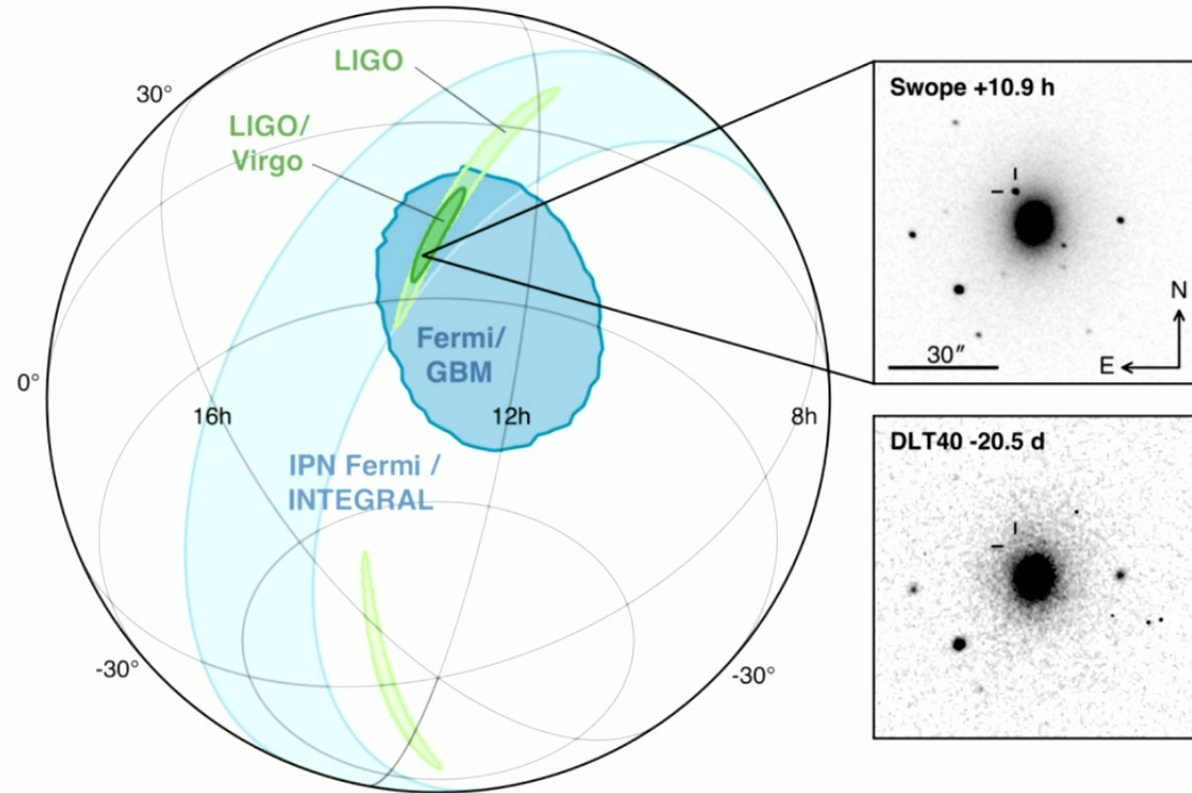 LIGO
30°
LIGO/
Virgo
Fermi/
GBM
0°
16h
12h
8h
IPN Fermi /
INTEGRAL
-30°
-30°
Swope +10.9 h
N
30″
E
DLT40 -20.5 d